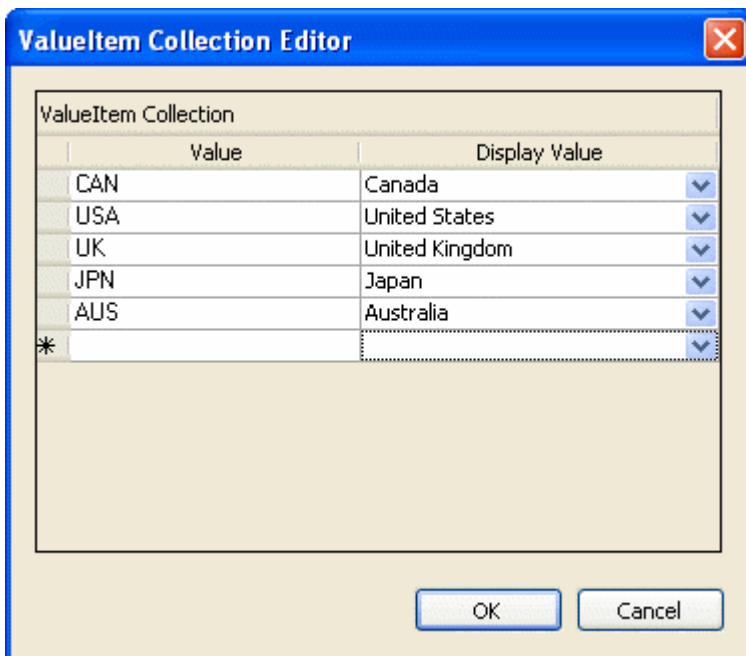 ValueItem Collection Editor
ValueItem Collection
Value Display Value
CAN Canada
USA United States
UK United Kingdom
JPN Japan
AUS Australia
*
OK Cancel